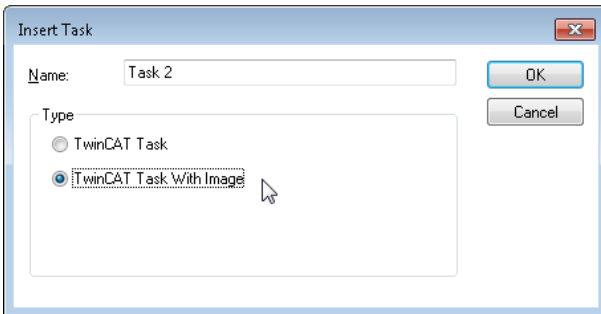 Insert Task
Name:
Task 2
OK
Cancel
Type
TwinCAT Task
TwinCAT Task With Image